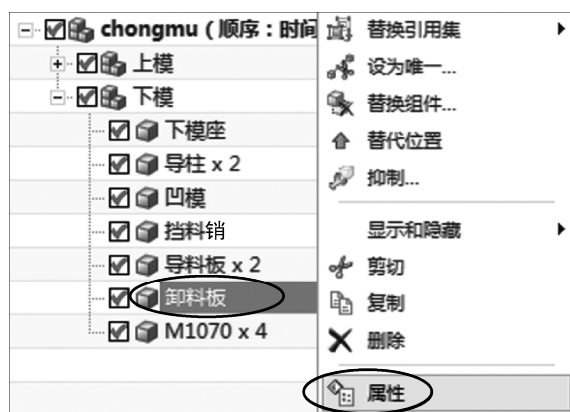 chongmu ( 顺序 : 时间
上模
下模
下模座
导柱 x 2
凹模
挡料销
导料板 x 2
卸料板
M1070 x 4
替换引用集
设为唯一...
替换组件...
替代位置
抑制...
显示和隐藏
剪切
复制
删除
属性